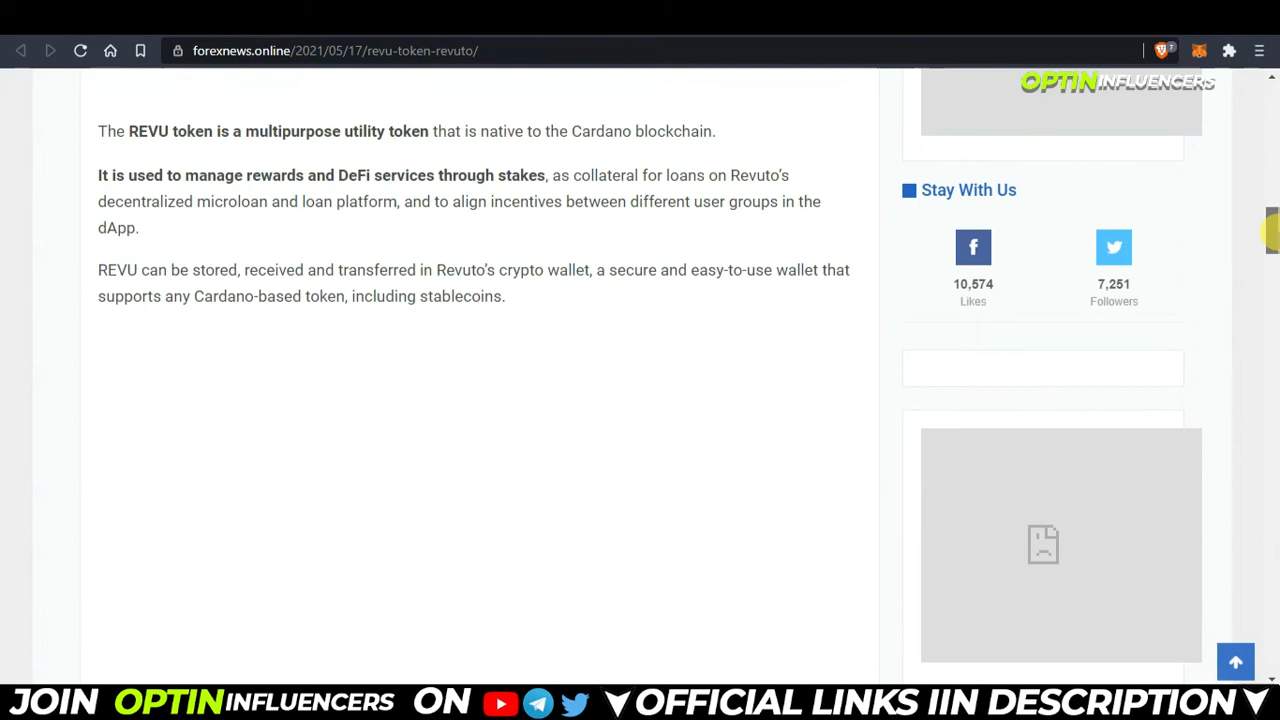 forexnews.online/2021/05/17/revu-token-revuto/
7
OPTIN INFLUENCERS
The REVU token is a multipurpose utility token that is native to the Cardano blockchain.
It is used to manage rewards and DeFi services through stakes, as collateral for loans on Revuto’s
decentralized microloan and loan platform, and to align incentives between different user groups in the
dApp.
REVU can be stored, received and transferred in Revuto’s crypto wallet, a secure and easy-to-use wallet that
supports any Cardano-based token, including stablecoins.
Stay With Us
10,574
Likes
7,251
Followers
JOIN OPTIN INFLUENCERS ON OFFICIAL LINKS IIN DESCRIPTION